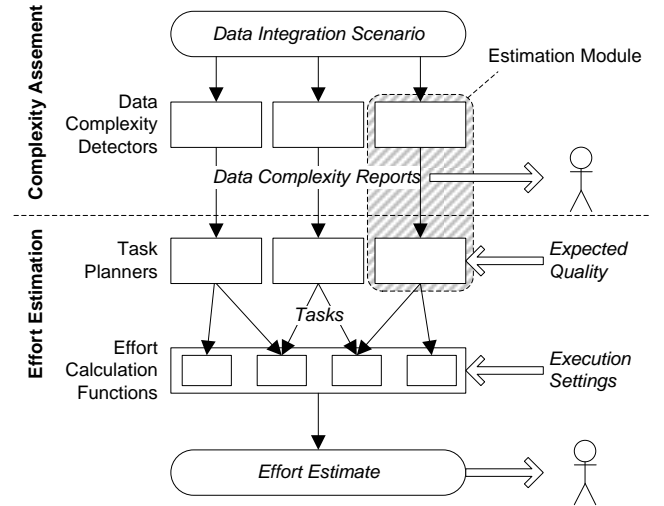 Data Integration Scenario
Estimation Module
Complexity Assement
Data
Complexity
Detectors
Data Complexity Reports
Effort Estimation
Task
Planners
Expected
Quality
Tasks
Effort
Calculation
Functions
Execution
Settings
Effort Estimate